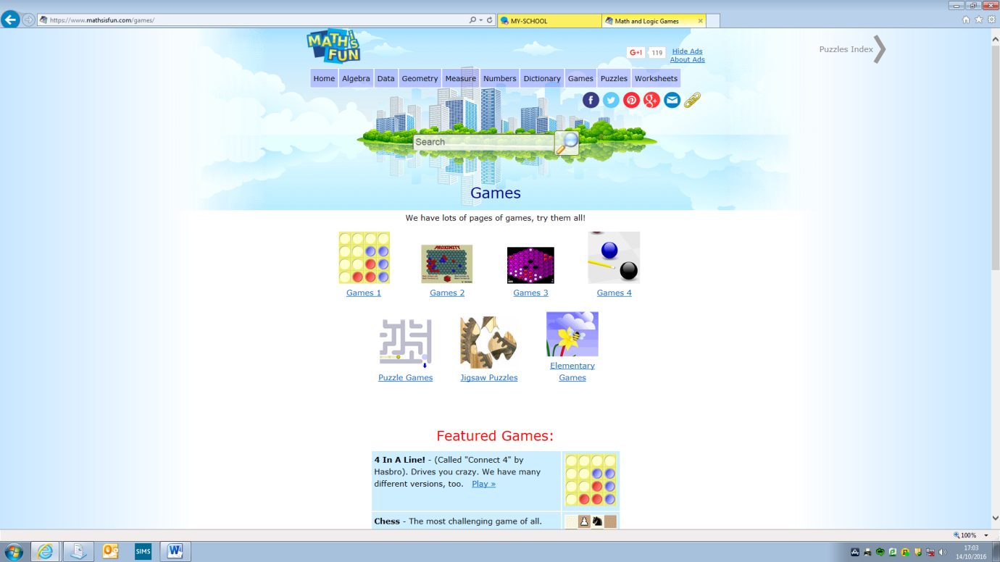 https://www.mathsisfun.com/games/
MY-SCHOOL
Math and Logic Games
MATH is FUN
G+1 119
Hide Ads
About Ads
Puzzles Index
Home Algebra Data Geometry Measure Numbers Dictionary Games Puzzles Worksheets
Search
Games
We have lots of pages of games, try them all!
PROXIMITY
Games 1 Games 2 Games 3 Games 4
Puzzle Games Jigsaw Puzzles Elementary Games
Featured Games:
4 In A Line! - (Called "Connect 4" by
Hasbro). Drives you crazy. We have many
different versions, too. Play »
Chess - The most challenging game of all.
100%
SIMS
17:03
14/10/2016